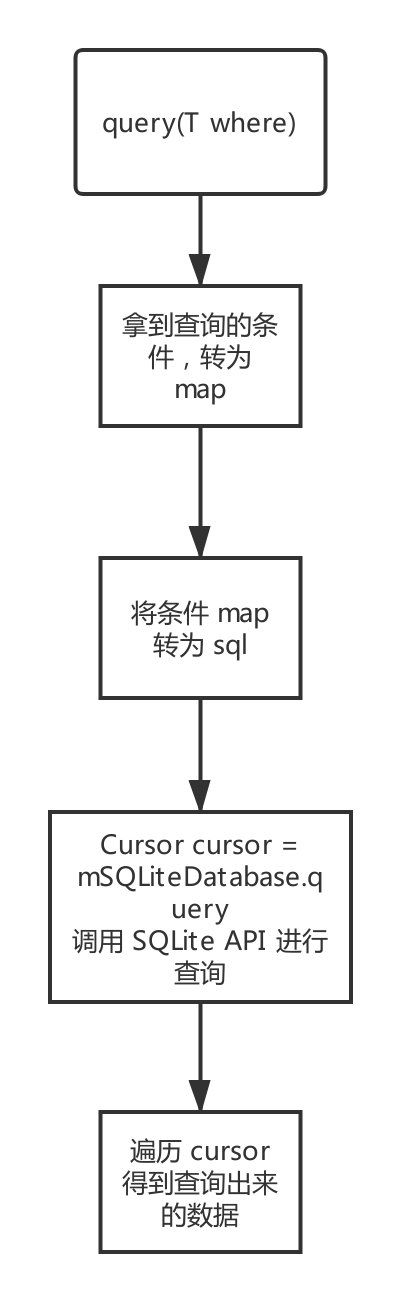 query(T where)
拿到查询的条
件，转为
map
将条件 map
转为 sql
Cursor cursor =
mSQLiteDatabase.q
uery
调用 SQLite API 进行
查询
遍历 cursor
得到查询出来
的数据